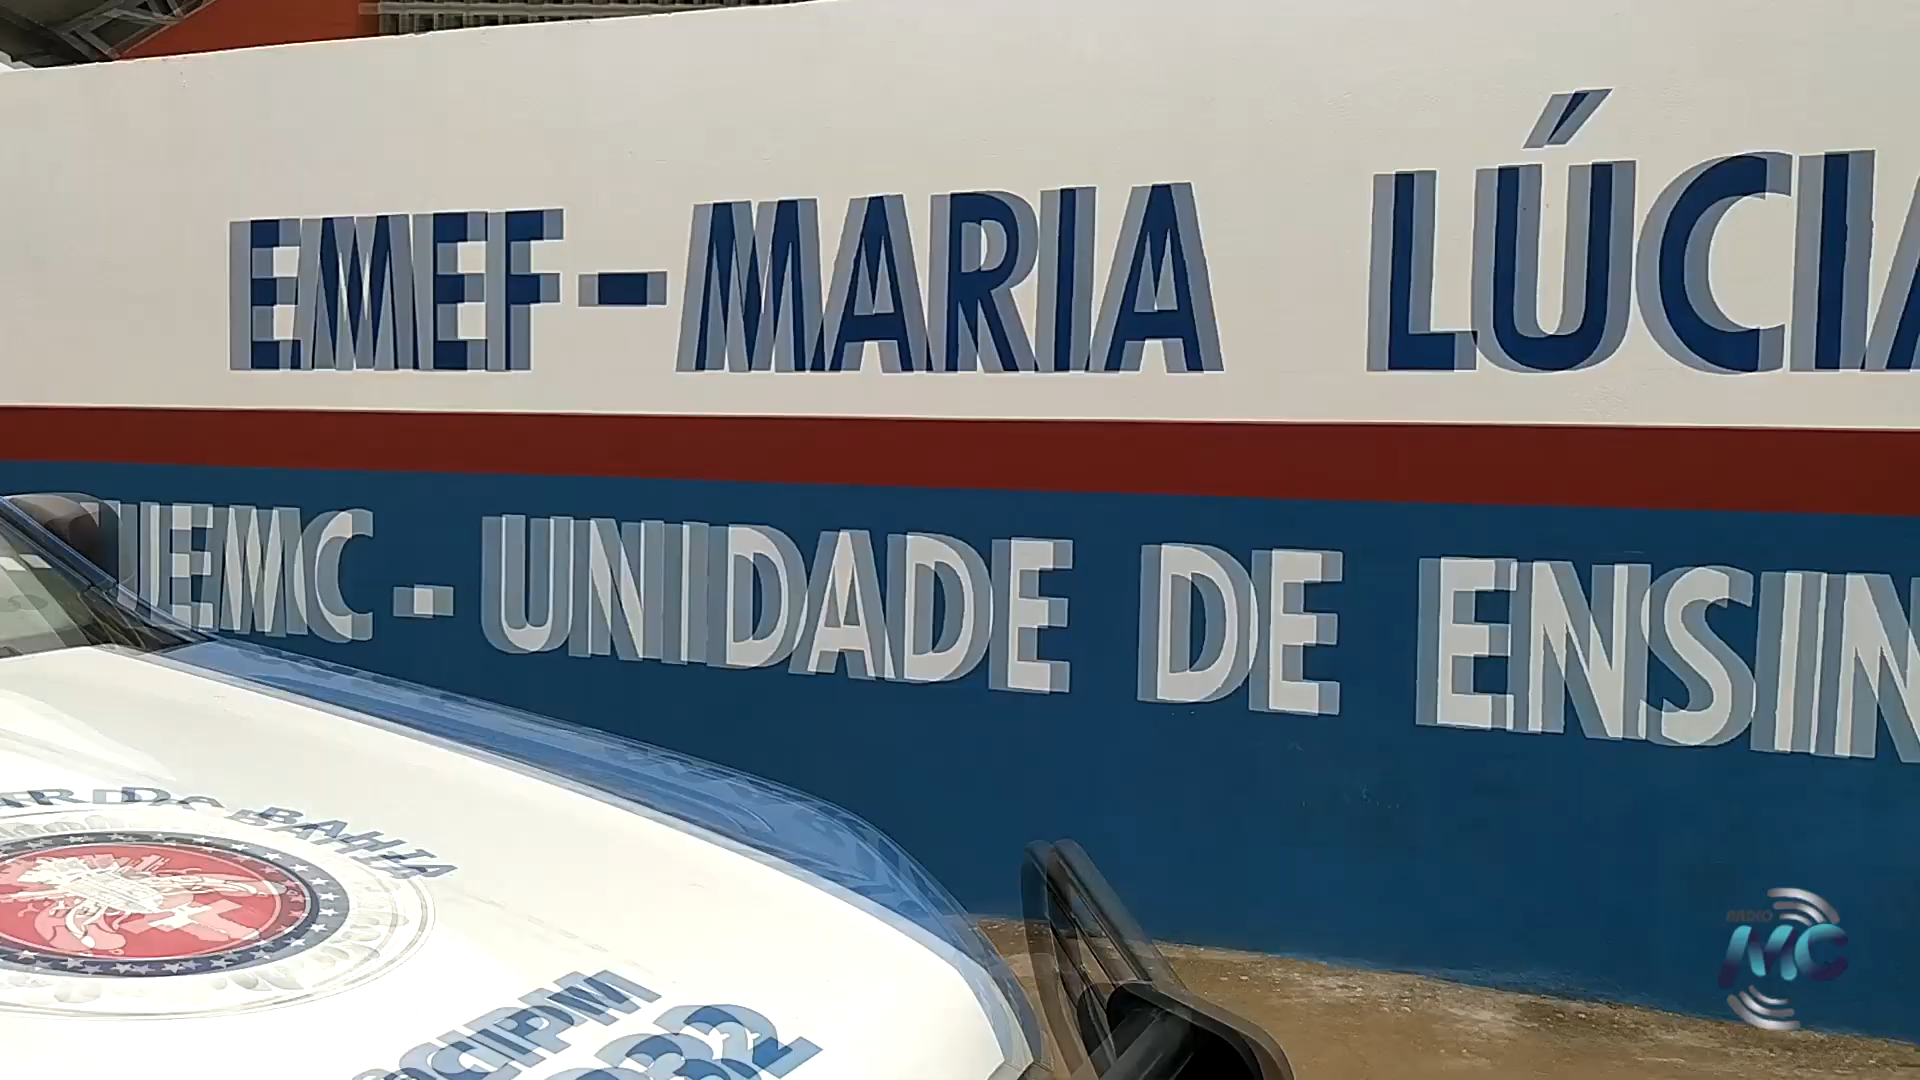 EMEF-MARIA LÚCIA
UEMC - UNIDADE DE ENSIN
DA BAHIA
CIPM
RÁDIO
MC